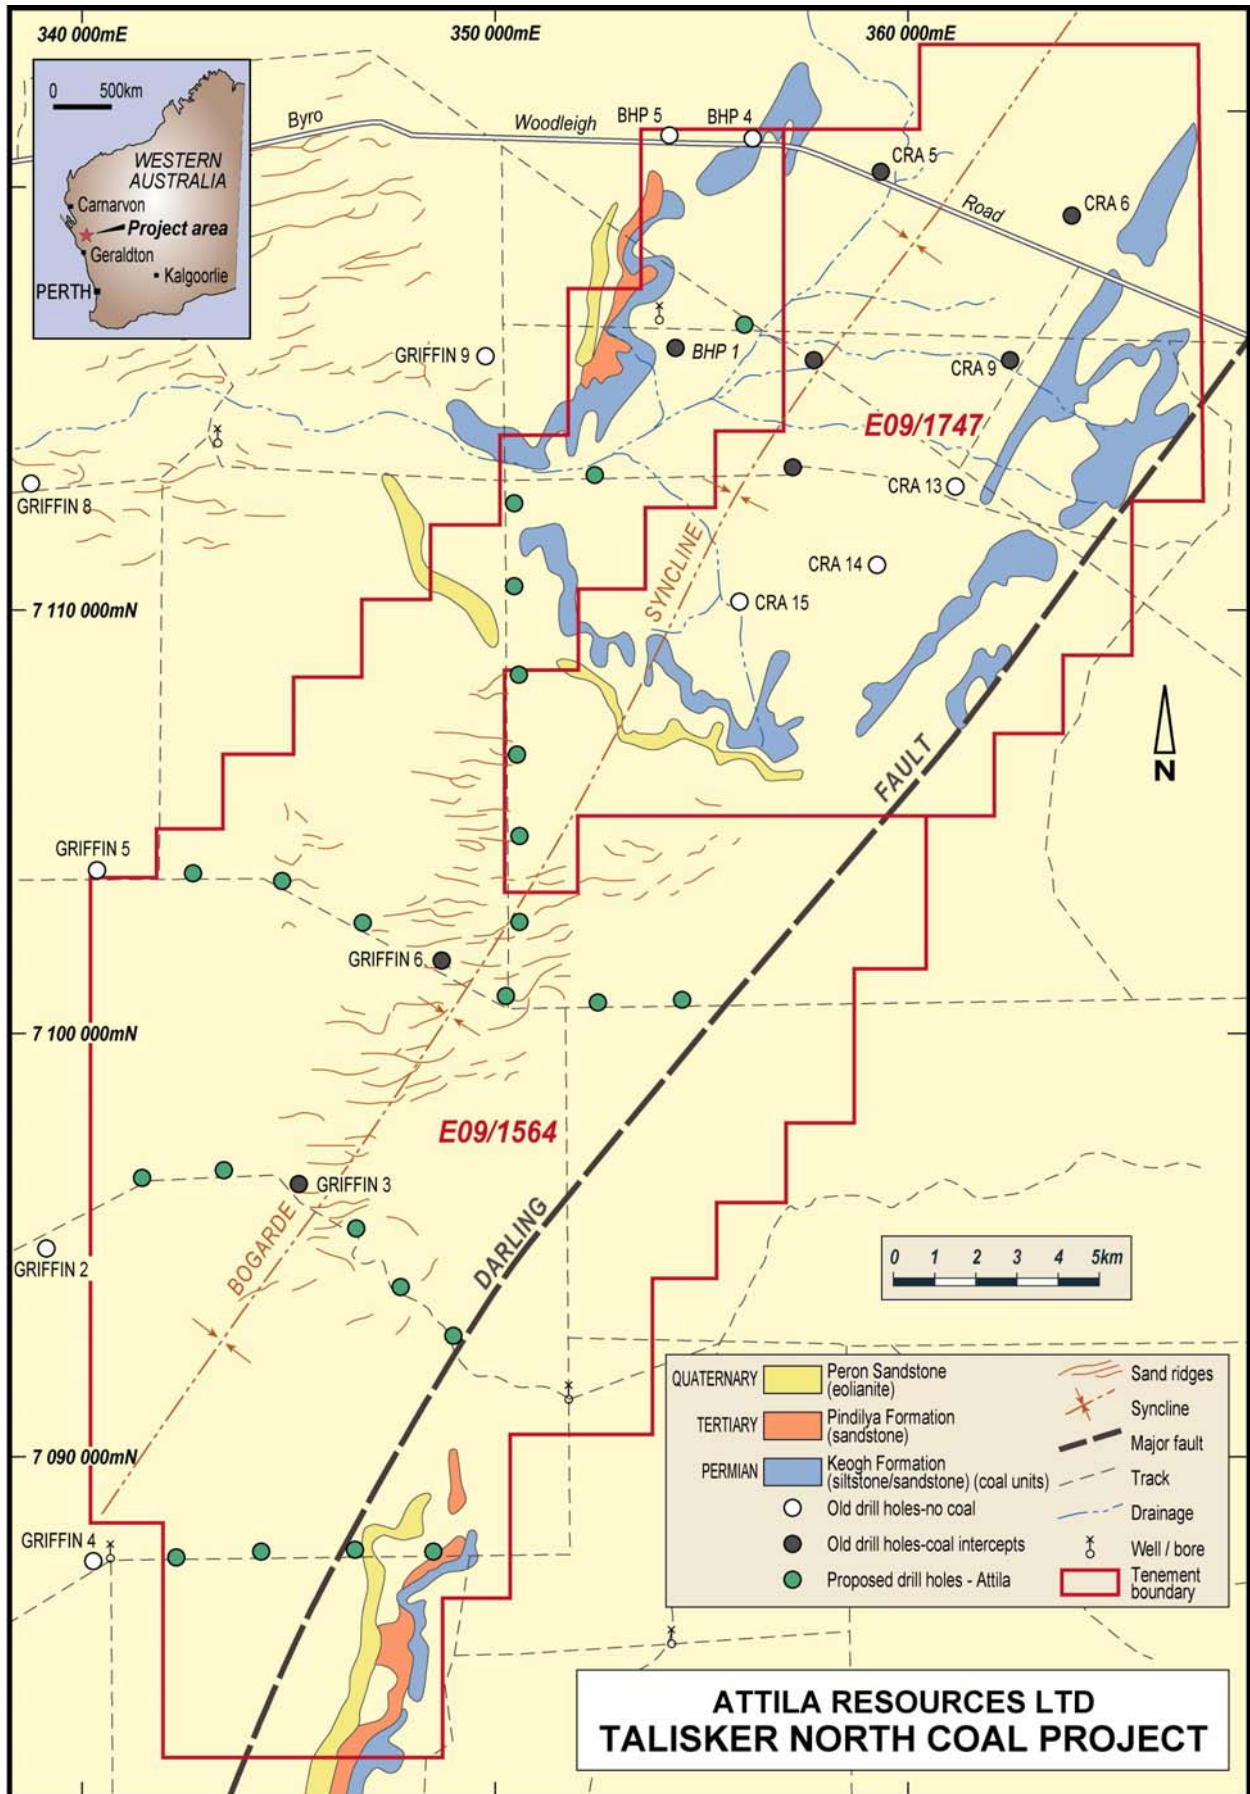 340 000mE
350 000mE
360 000mE
0 500km
WESTERN
AUSTRALIA
Carnarvon
Project area
Geraldton
Kalgoorlie
PERTH
Byro
Woodleigh
BHP 5
BHP 4
CRA 5
Road
CRA 6
GRIFFIN 9
BHP 1
CRA 9
E09/1747
GRIFFIN 8
CRA 13
SYNCLINE
CRA 14
7 110 000mN
CRA 15
N
FAULT
GRIFFIN 5
GRIFFIN 6
7 100 000mN
E09/1564
GRIFFIN 3
BOGARDE
DARLING
GRIFFIN 2
0 1 2 3 4 5km
7 090 000mN
GRIFFIN 4
QUATERNARY
Peron Sandstone
(eolianite)
TERTIARY
Pindilya Formation
(sandstone)
PERMIAN
Keogh Formation
(siltstone/sandstone) (coal units)
Old drill holes-no coal
Old drill holes-coal intercepts
Proposed drill holes - Attila
Sand ridges
Syncline
Major fault
Track
Drainage
Well / bore
Tenement
boundary
ATTILA RESOURCES LTD
TALISKER NORTH COAL PROJECT